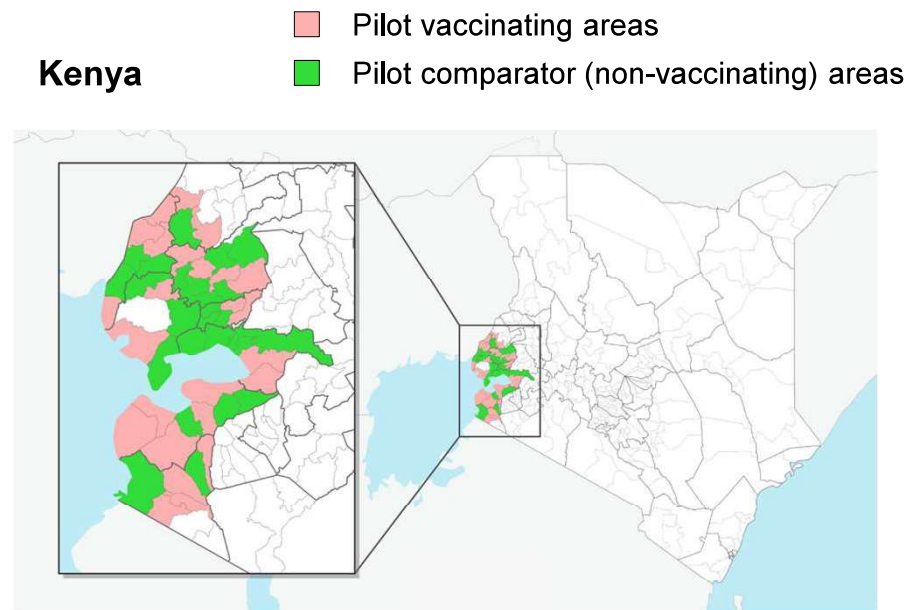 Pilot vaccinating areas
Kenya
Pilot comparator (non-vaccinating) areas